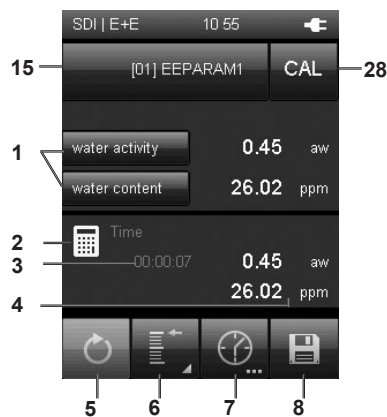 SDI | E+E 10 55
15 [01] EEPARAM1 CAL 28
1 water activity 0.45 aw
water content 26.02 ppm
2 Time
3 00:00:07 0.45 aw
4 26.02 ppm
5 6 7 8